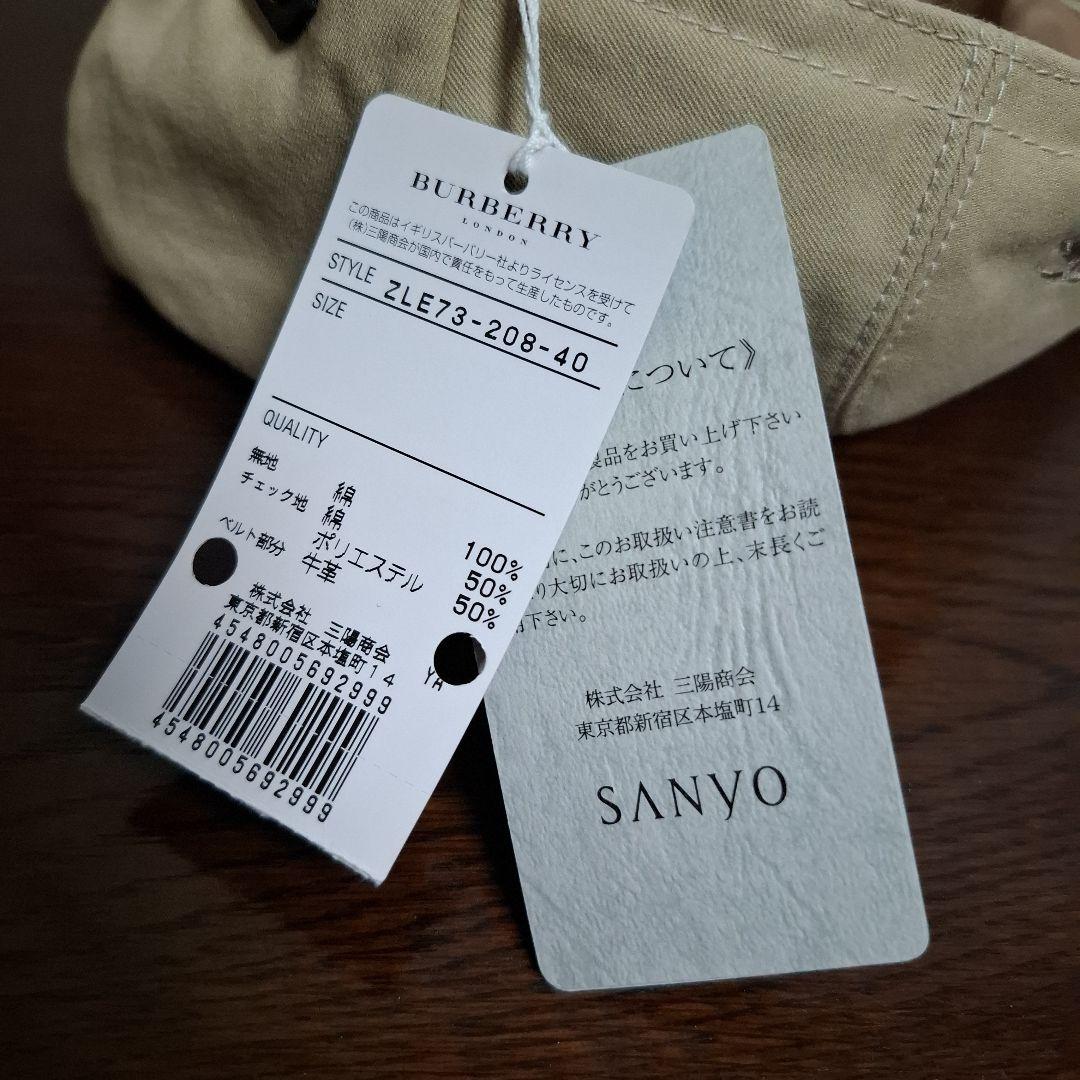 BURBERRY
LONDON
この商品はイギリスバーバリー社よりライセンスを受けて
(株)三陽商会が国内で責任をもって生産したものです。
STYLE ZLE73-208-40
SIZE
QUALITY
無地 綿 100%
チェック地 綿 50%
ポリエステル 50%
ベルト部分 牛革
株式会社 三陽商会
東京都新宿区本塩町14 YA
4548005692999
4548005692999
について》
製品をお買い上げ下さい
がとうございます。
に、このお取扱い注意書をお読
り大切にお取扱いの上、末長くご
用下さい。
株式会社 三陽商会
東京都新宿区本塩町14
SANYO